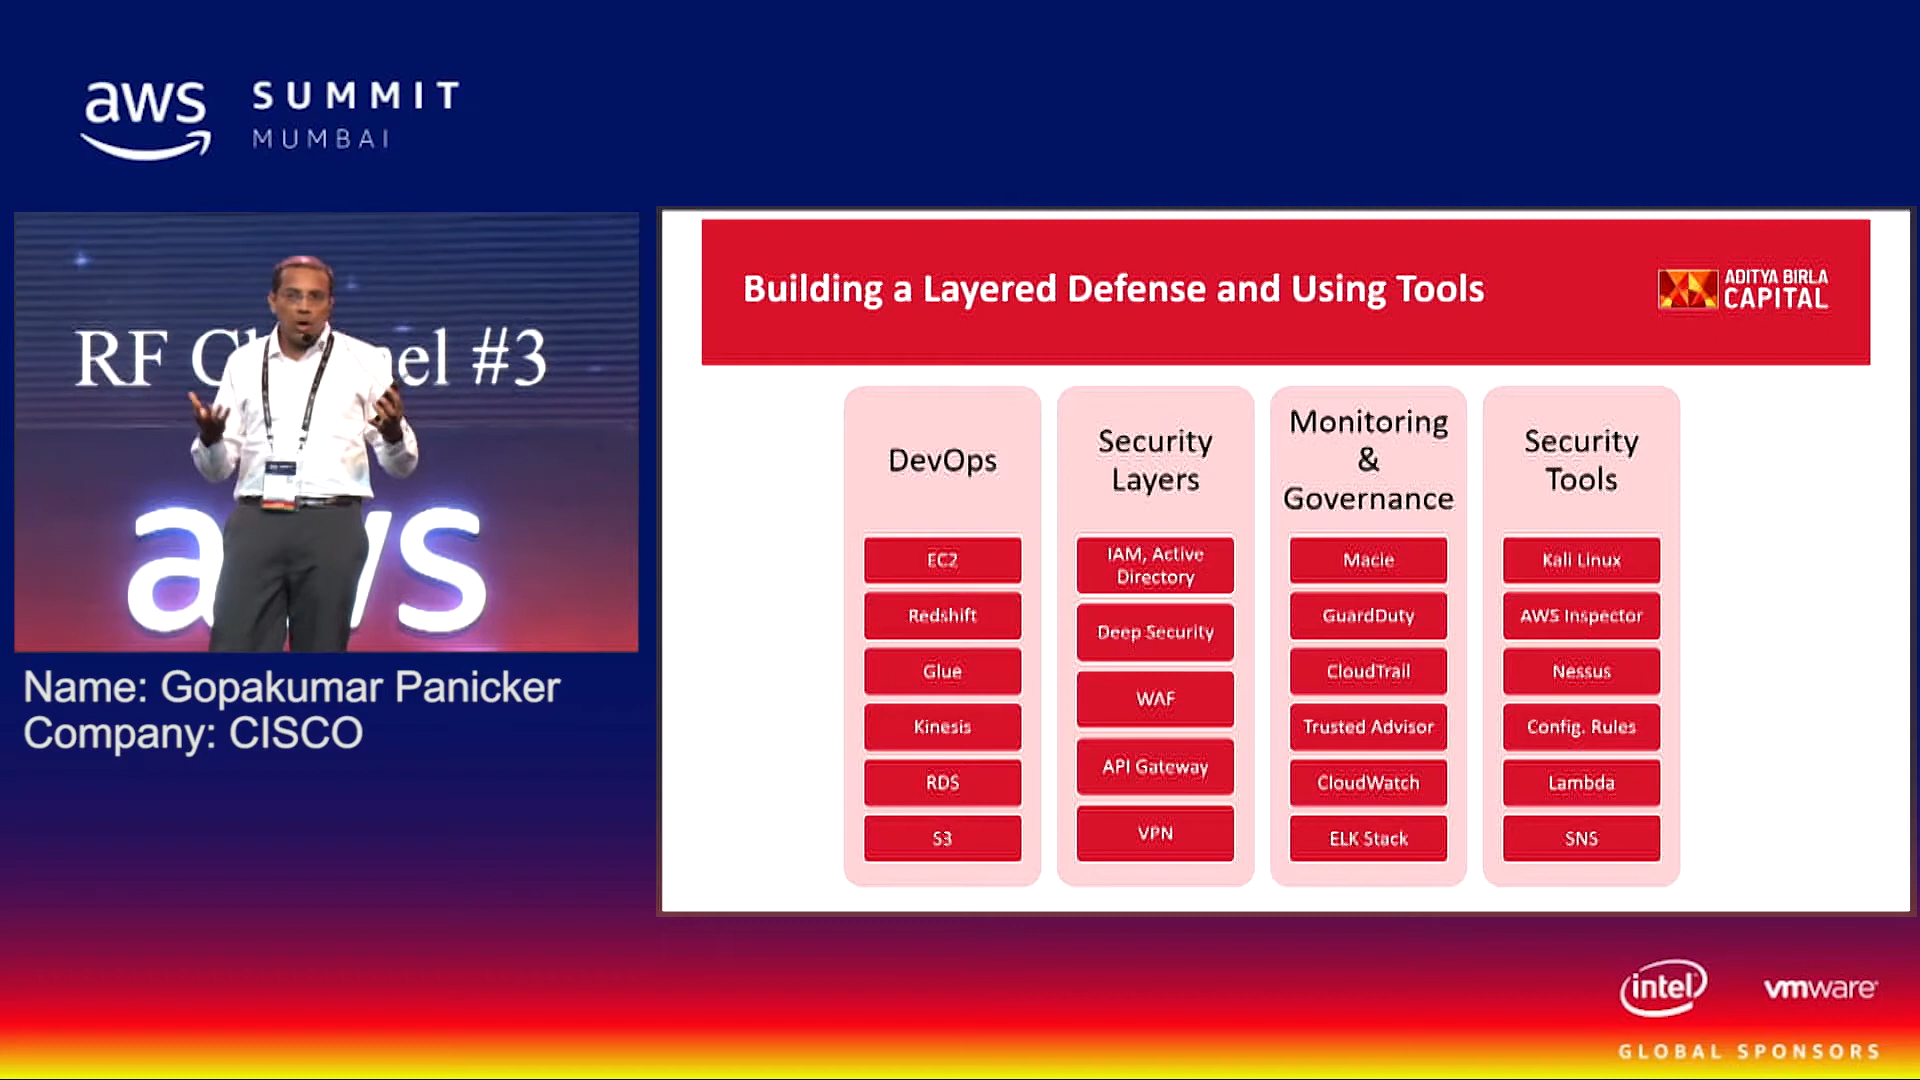 aws SUMMIT
MUMBAI
RF Ch nel #3
aws
Name: Gopakumar Panicker
Company: CISCO
Building a Layered Defense and Using Tools
ADITYA BIRLA
CAPITAL
DevOps
EC2
Redshift
Glue
Kinesis
RDS
S3
Security
Layers
IAM, Active
Directory
Deep Security
WAF
API Gateway
VPN
Monitoring
&
Governance
Macie
GuardDuty
CloudTrail
Trusted Advisor
CloudWatch
ELK Stack
Security
Tools
Kali Linux
AWS Inspector
Nessus
Config. Rules
Lambda
SNS
intel vmware
GLOBAL SPONSORS